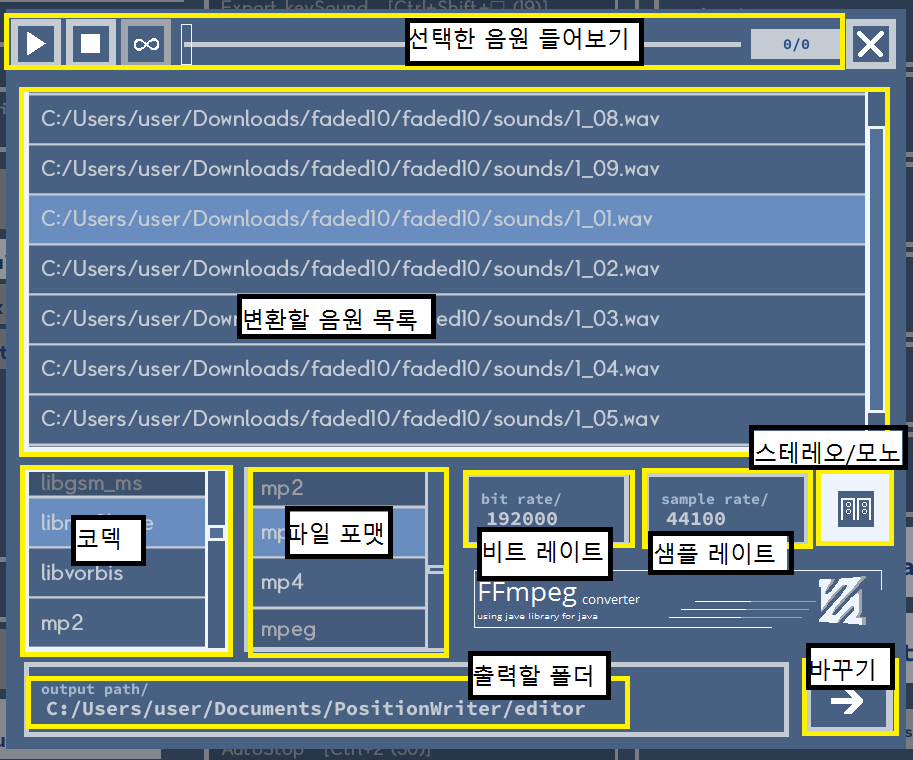 Export keySound [Ctrl+Shift+□ (19)]
선택한 음원 들어보기
0/0
C:/Users/user/Downloads/faded10/faded10/sounds/1_08.wav
C:/Users/user/Downloads/faded10/faded10/sounds/1_09.wav
C:/Users/user/Downloads/faded10/faded10/sounds/1_01.wav
C:/Users/user/Downloads/faded10/faded10/sounds/1_02.wav
C:/Users/user/Dow ed10/sounds/1_03.wav
변환할 음원 목록
C:/Users/user/Downloads/faded10/faded10/sounds/1_04.wav
C:/Users/user/Downloads/faded10/faded10/sounds/1_05.wav
스테레오/모노
libgsm_ms
코덱
libvorbis
mp2
mp2
파일 포맷
mp4
mpeg
bit rate/
192000
비트 레이트
sample rate/
44100
샘플 레이트
FFmpeg converter
using java library for java
출력할 폴더
바꾸기
output path/
C:/Users/user/Documents/PositionWriter/editor
AutoStop [Ctrl+2 (50)]